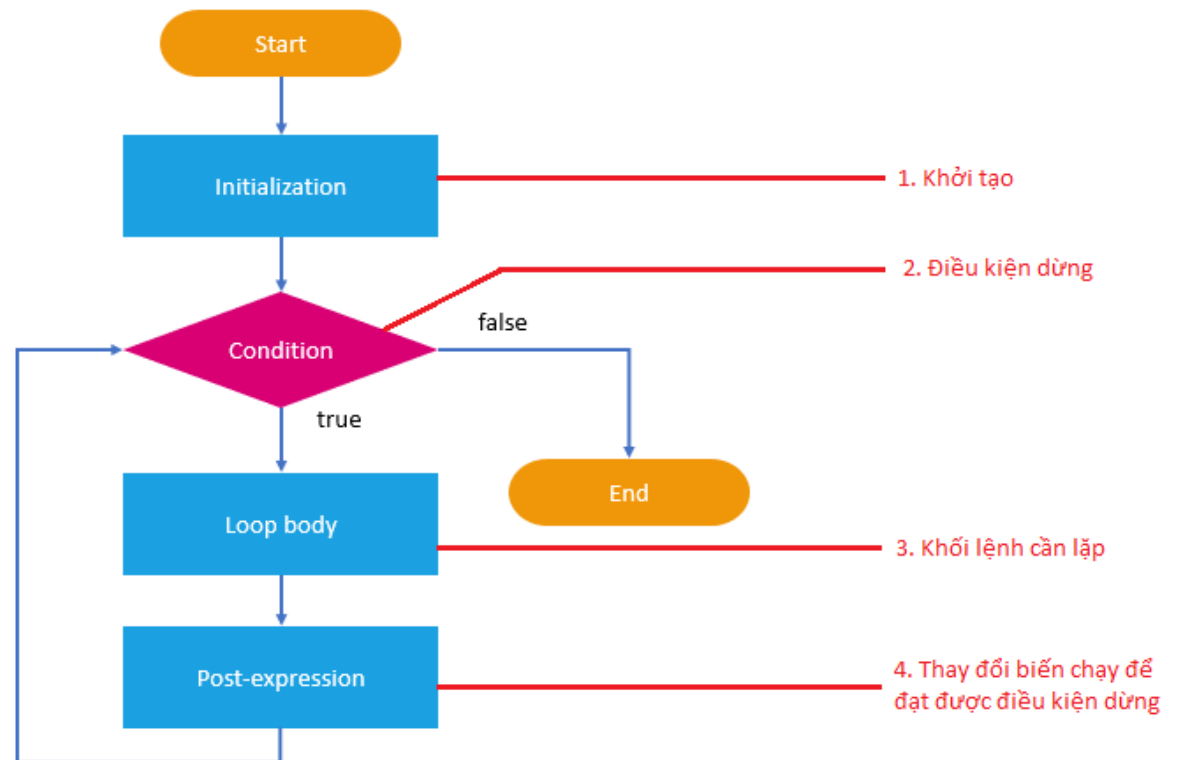 Start
Initialization
1. Khởi tạo
2. Điều kiện dừng
false
Condition
true
End
Loop body
3. Khối lệnh cần lặp
Post-expression
4. Thay đổi biến chạy để
đạt được điều kiện dừng